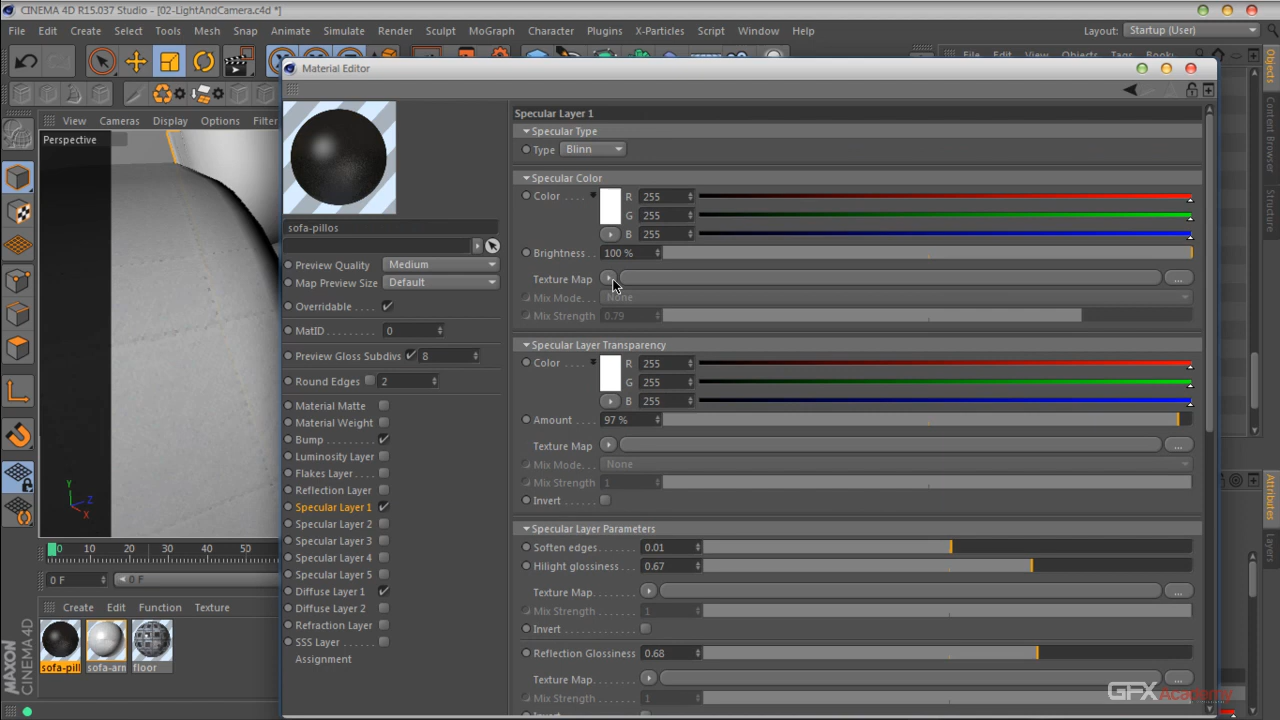 CINEMA 4D R15.037 Studio - [02-LightAndCamera.c4d *]
File Edit Create Select Tools Mesh Snap Animate Simulate Render Sculpt MoGraph Character Plugins X-Particles Script Window Help Layout: Startup (User)
Material Editor
View Cameras Display Options Filter
Perspective
Specular Layer 1
Specular Type
Type Blinn
Specular Color
Color . . . . R 255
G 255
B 255
Brightness . . 100 %
Texture Map ...
Mix Mode. . . None
Mix Strength 0.79
Specular Layer Transparency
Color . . . . R 255
G 255
B 255
Amount . . . . 97 %
Texture Map ...
Mix Mode. . . None
Mix Strength 1
Invert . . . . . .
Specular Layer Parameters
Soften edges. . . . . . . 0.01
Hilight glossiness . . . 0.67
Texture Map. . . . . . . . ...
Mix Strength . . . . . . . 1
Invert . . . . . . . . . . . .
Reflection Glossiness 0.68
Texture Map. . . . . . . . ...
Mix Strength . . . . . . . 1
sofa-pillos
Preview Quality Medium
Map Preview Size Default
Overridable
MatID . . . . . . . . . 0
Preview Gloss Subdivs 8
Round Edges 2
Material Matte
Material Weight
Bump
Luminosity Layer
Flakes Layer . . . .
Reflection Layer
Specular Layer 1
Specular Layer 2
Specular Layer 3
Specular Layer 4
Specular Layer 5
Diffuse Layer 1
Diffuse Layer 2
Refraction Layer
SSS Layer . . . . .
Assignment
Y
Z
X
0 10 20 30 40 50
0 F 0 F
Create Edit Function Texture
sofa-pill sofa-arn floor
MAXON CINEMA4D
Objects
Structure
Attributes
Layers
GFXAcademy